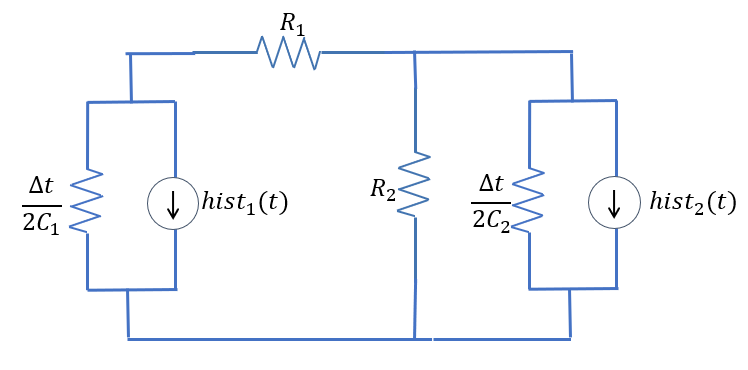 R₁
Δt
2C₁
hist₁(t)
R₂
Δt
2C₂
hist₂(t)